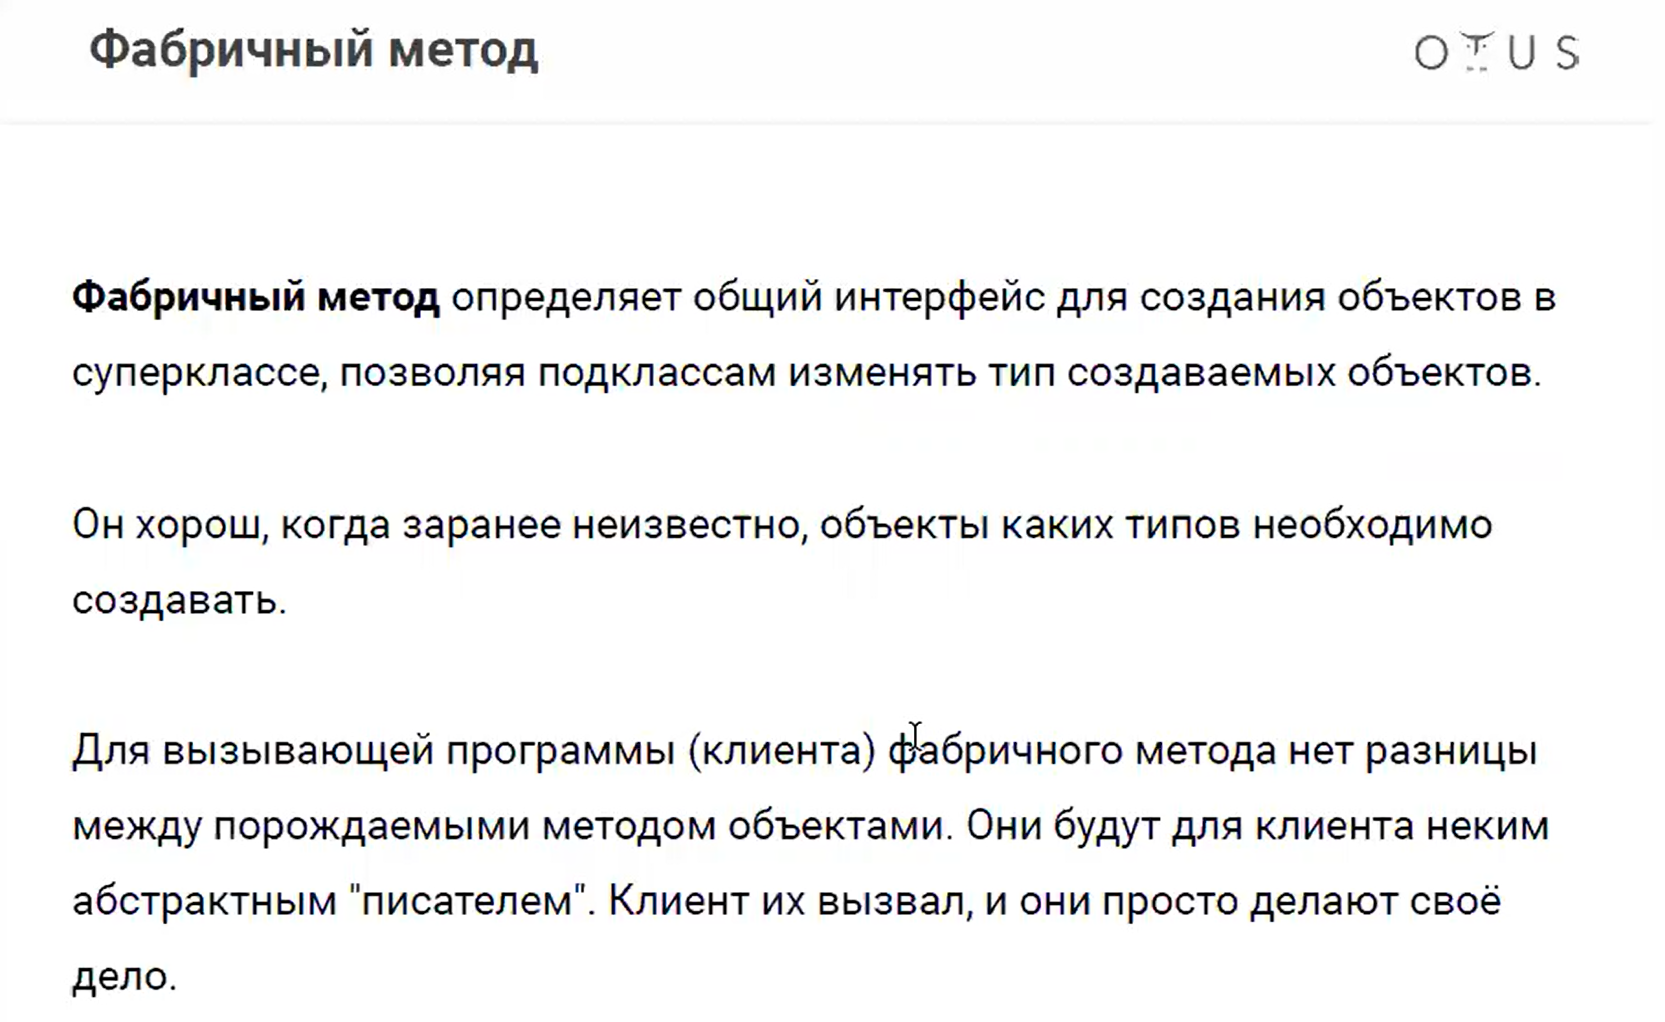 Фабричный метод
OTUS
Фабричный метод определяет общий интерфейс для создания объектов в
суперклассе, позволяя подклассам изменять тип создаваемых объектов.
Он хорош, когда заранее неизвестно, объекты каких типов необходимо
создавать.
Для вызывающей программы (клиента) фабричного метода нет разницы
между порождаемыми методом объектами. Они будут для клиента неким
абстрактным "писателем". Клиент их вызвал, и они просто делают своё
дело.